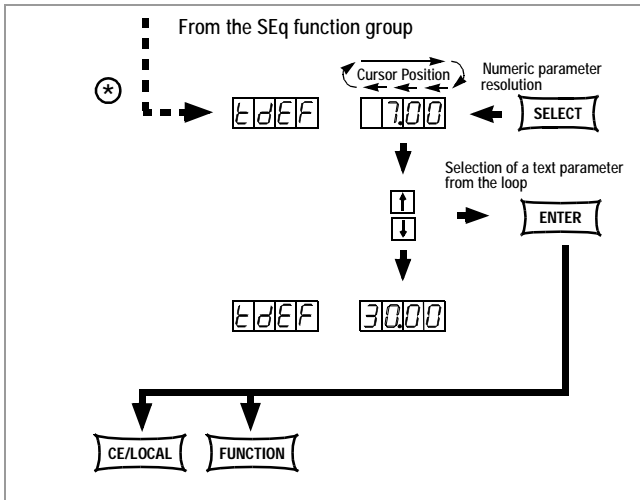 From the SEq function group
Cursor Position
Numeric parameter
resolution
*
tdEF 7.00
SELECT
Selection of a text parameter
from the loop
ENTER
tdEF 30.00
CE/LOCAL FUNCTION